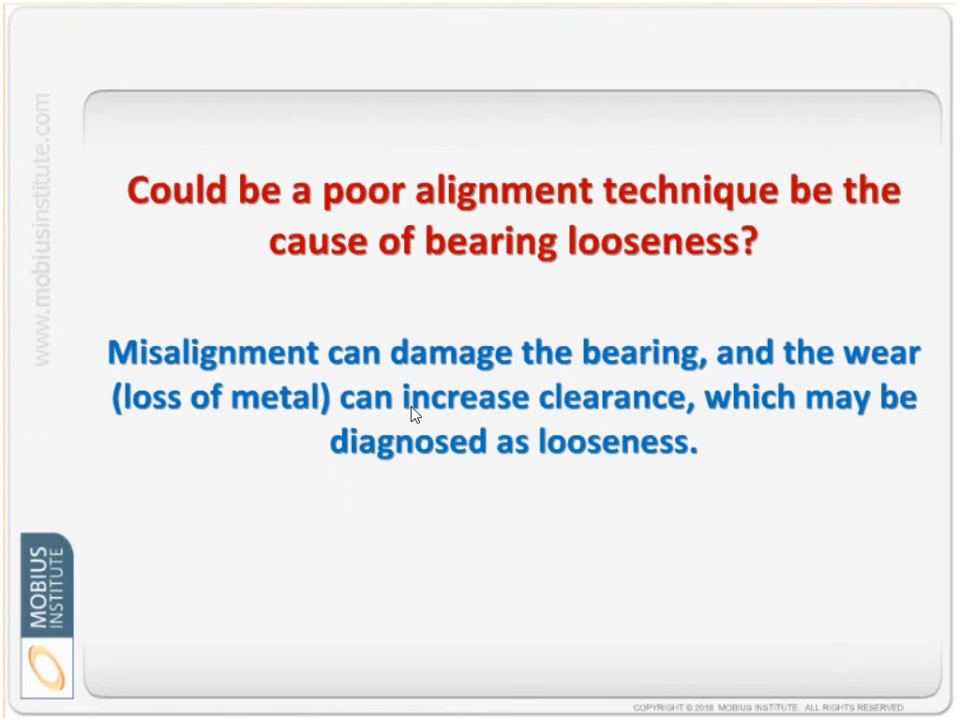 www.mobiusinstitute.com
Could be a poor alignment technique be the
cause of bearing looseness?
Misalignment can damage the bearing, and the wear
(loss of metal) can increase clearance, which may be
diagnosed as looseness.
MOBIUS
INSTITUTE
COPYRIGHT © 2018 MOBIUS INSTITUTE. ALL RIGHTS RESERVED